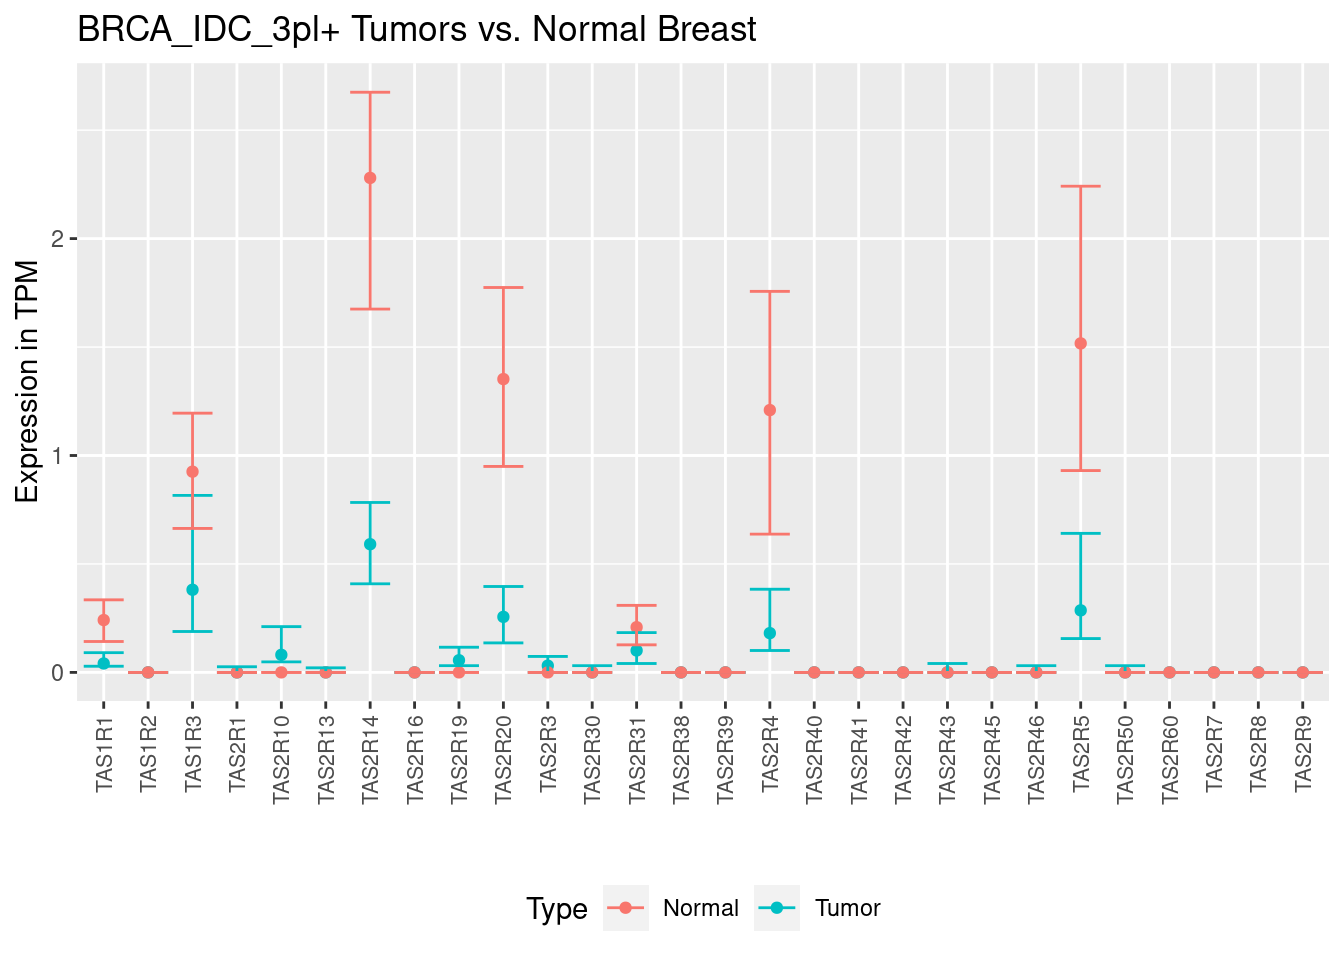 BRCA_IDC_3pl+ Tumors vs. Normal Breast
Expression in TPM
2
1
0
TAS1R1
TAS1R2
TAS1R3
TAS2R1
TAS2R10
TAS2R13
TAS2R14
TAS2R16
TAS2R19
TAS2R20
TAS2R3
TAS2R30
TAS2R31
TAS2R38
TAS2R39
TAS2R4
TAS2R40
TAS2R41
TAS2R42
TAS2R43
TAS2R45
TAS2R46
TAS2R5
TAS2R50
TAS2R60
TAS2R7
TAS2R8
TAS2R9
Type Normal Tumor